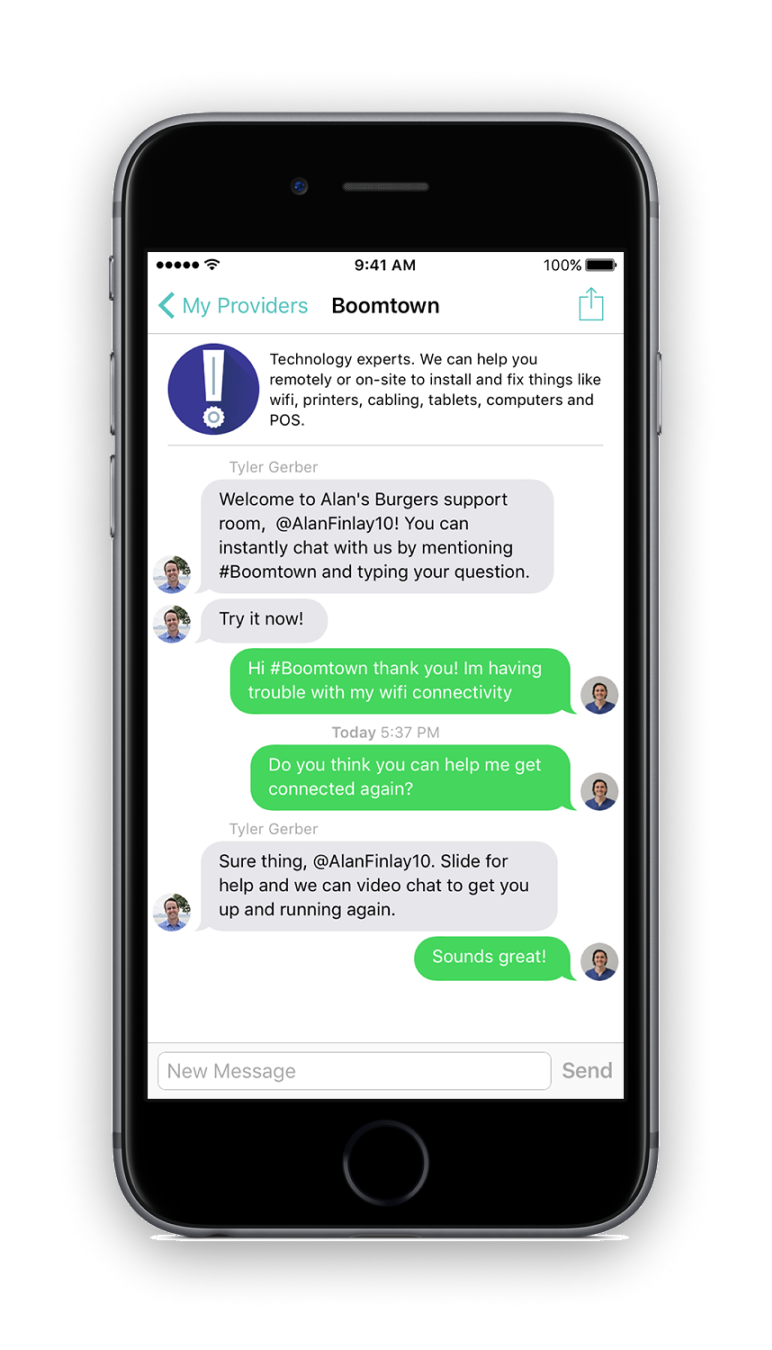 9:41 AM
100%
My Providers
Boomtown
Technology experts. We can help you
remotely or on-site to install and fix things like
wifi, printers, cabling, tablets, computers and
POS.
Tyler Gerber
Welcome to Alan's Burgers support
room, @AlanFinlay10! You can
instantly chat with us by mentioning
#Boomtown and typing your question.
Try it now!
Hi #Boomtown thank you! Im having
trouble with my wifi connectivity
Today 5:37 PM
Do you think you can help me get
connected again?
Tyler Gerber
Sure thing, @AlanFinlay10. Slide for
help and we can video chat to get you
up and running again.
Sounds great!
New Message
Send